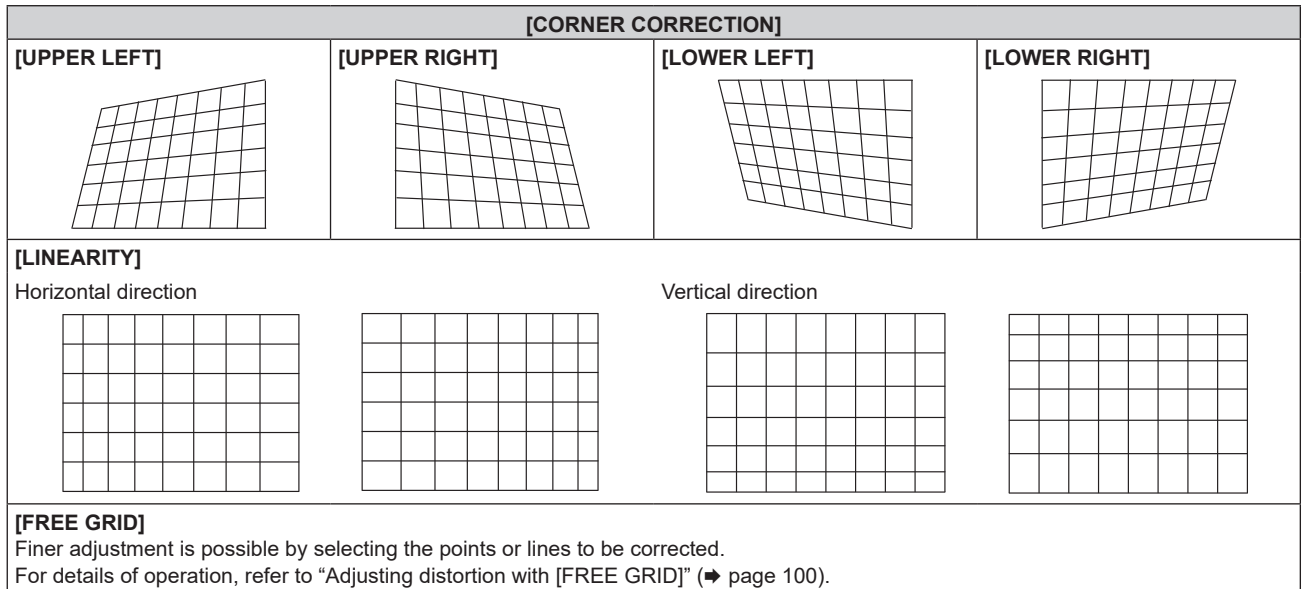 [CORNER CORRECTION]
[UPPER LEFT]
[UPPER RIGHT]
[LOWER LEFT]
[LOWER RIGHT]
[LINEARITY]
Horizontal direction
Vertical direction
[FREE GRID]
Finer adjustment is possible by selecting the points or lines to be corrected.
For details of operation, refer to “Adjusting distortion with [FREE GRID]” (➡ page 100).